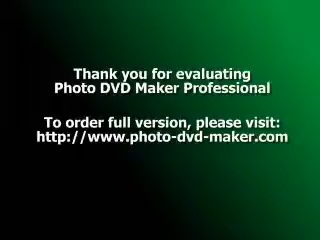 Thank you for evaluating
Photo DVD Maker Professional
To order full version, please visit:
http://www.photo-dvd-maker.com